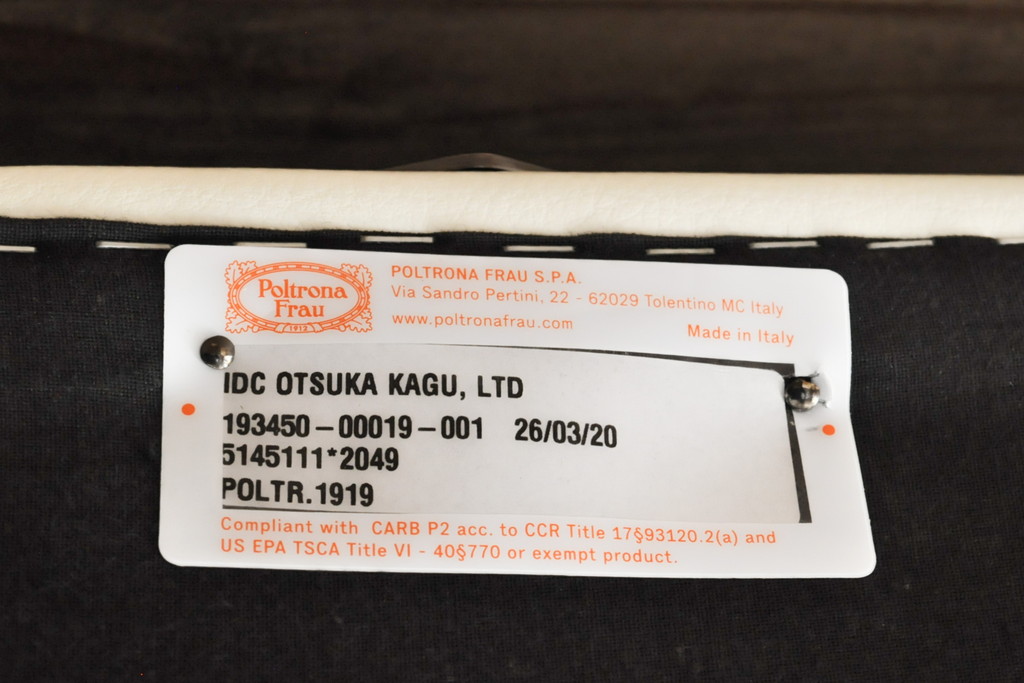 Poltrona
Frau
1912
POLTRONA FRAU S.P.A.
Via Sandro Pertini, 22 - 62029 Tolentino MC Italy
www.poltronafrau.com
Made in Italy
IDC OTSUKA KAGU, LTD
193450-00019-001 26/03/20
5145111*2049
POLTR.1919
Compliant with CARB P2 acc. to CCR Title 17§93120.2(a) and
US EPA TSCA Title VI - 40§770 or exempt product.